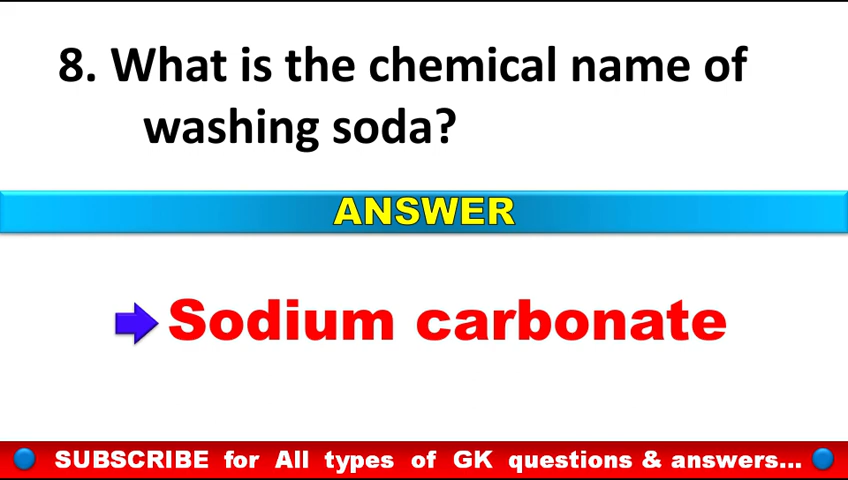 8. What is the chemical name of
washing soda?
ANSWER
Sodium carbonate
SUBSCRIBE for All types of GK questions & answers...